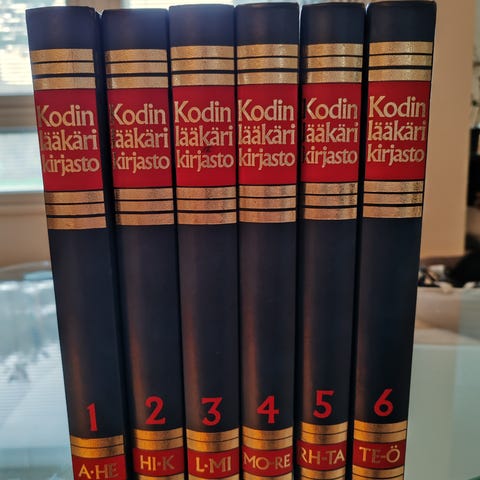 Kodin
lääkäri
kirjasto
1
A-HE
Kodin
lääkäri
kirjasto
2
HI-K
Kodin
lääkäri
kirjasto
3
L-MI
Kodin
lääkäri
kirjasto
4
MO-RE
Kodin
lääkäri
kirjasto
5
RH-TA
Kodin
lääkäri
kirjasto
6
TE-Ö